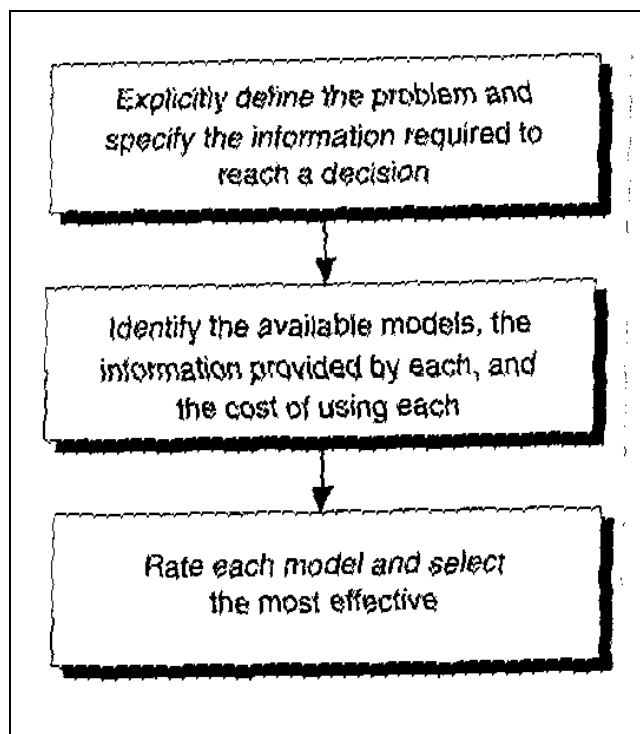 Explicitly define the problem and
specify the information required to
reach a decision
Identify the available models, the
information provided by each, and
the cost of using each
Rate each model and select
the most effective